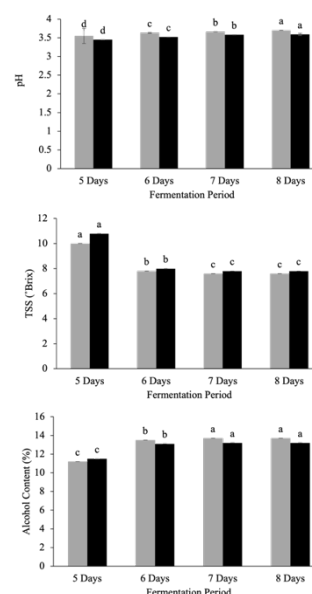 4
3.5
3
2.5
2
1.5
1
0.5
0
pH
d d c c b b a a
5 Days 6 Days 7 Days 8 Days
Fermentation Period
12
10
8
6
4
2
0
TSS (˚Brix)
a a b b c c c c
5 Days 6 Days 7 Days 8 Days
Fermentation Period
16
14
12
10
8
6
4
2
0
Alcohol Content (%)
c c b b a a a a
5 Days 6 Days 7 Days 8 Days
Fermentation Period